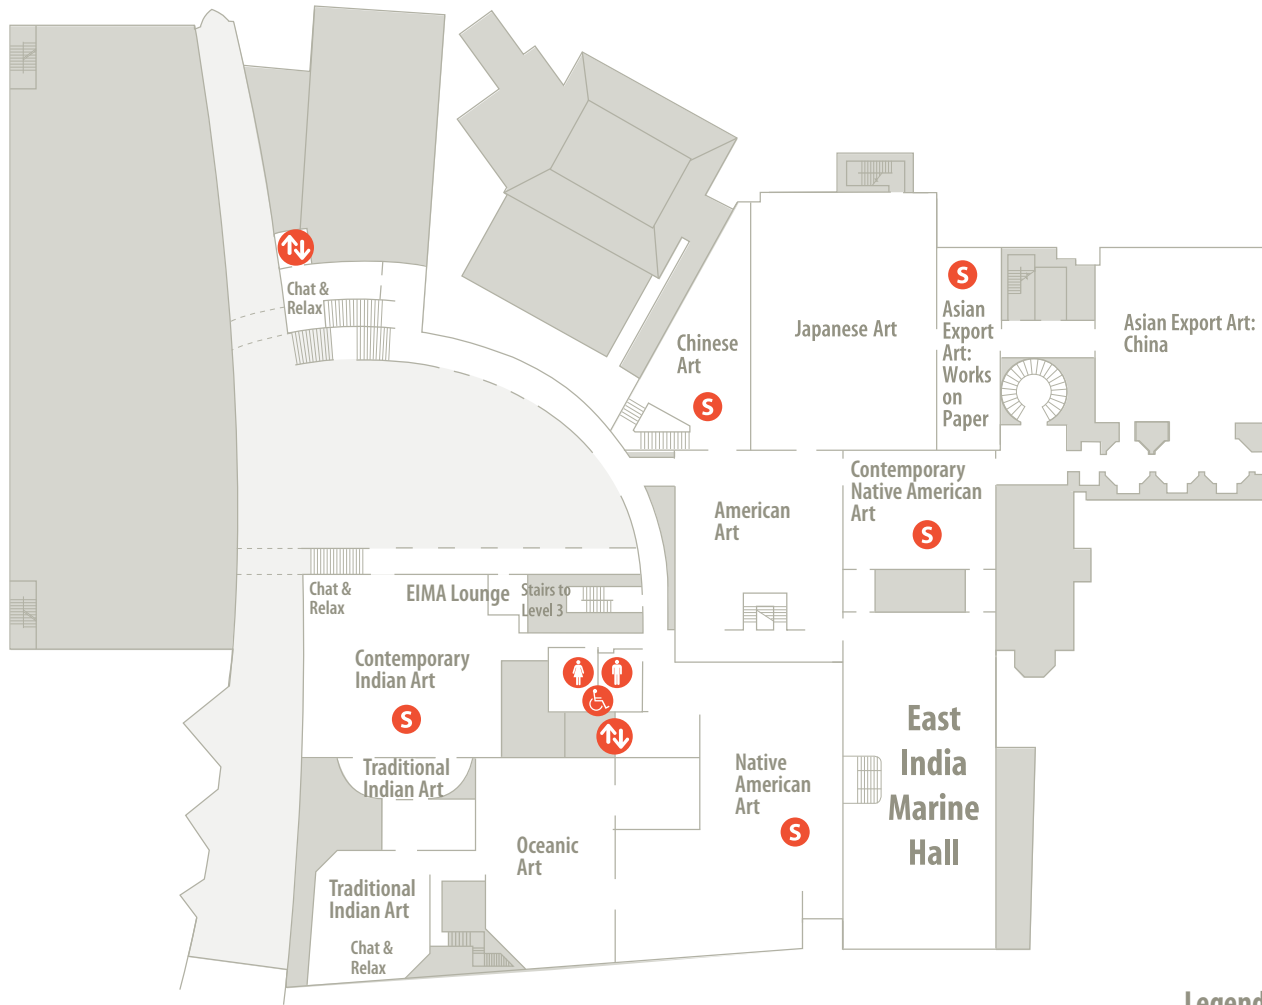 Chat &
Relax
Chinese
Art
S
Japanese Art
S
Asian
Export
Art:
Works
on
Paper
Asian Export Art:
China
Contemporary
Native American
Art
S
American
Art
Chat &
Relax
EIMA Lounge
Stairs to
Level 3
Contemporary
Indian Art
S
Traditional
Indian Art
Native
American
Art
S
East
India
Marine
Hall
Oceanic
Art
Traditional
Indian Art
Chat &
Relax
Legend